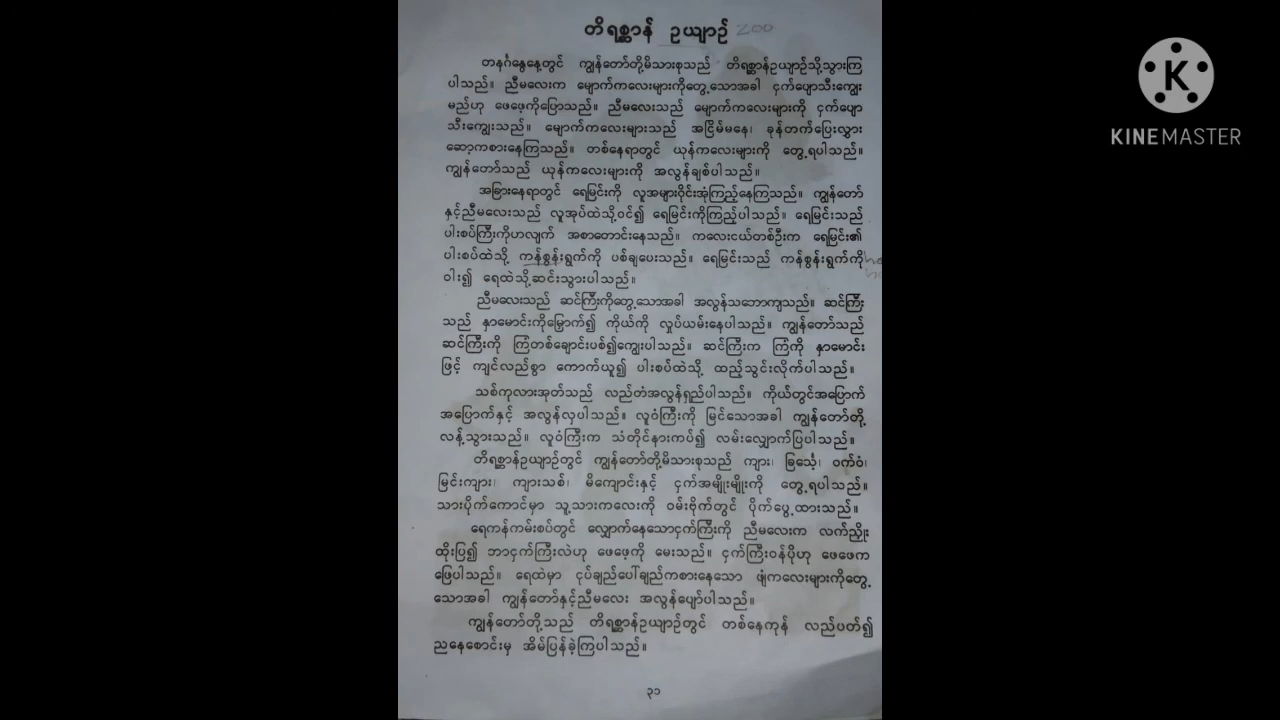 တိရစ္ဆာန် ဥယျာဉ် ZOO
တနင်္ဂနွေနေ့တွင် ကျွန်တော်တို့မိသားစုသည် တိရစ္ဆာန်ဥယျာဉ်သို့သွားကြ
ပါသည်။ ညီမလေးက မျောက်ကလေးများကိုတွေ့သောအခါ ငှက်ပျောသီးကျွေး
မည်ဟု ဖေဖေ့ကိုပြောသည်။ ညီမလေးသည် မျောက်ကလေးများကို ငှက်ပျော
သီးကျွေးသည်။ မျောက်ကလေးများသည် အငြိမ်မနေ၊ ခုန်တက်ပြေးလွှား
ဆော့ကစားနေကြသည်။ တစ်နေရာတွင် ယုန်ကလေးများကို တွေ့ရပါသည်။
ကျွန်တော်သည် ယုန်ကလေးများကို အလွန်ချစ်ပါသည်။
အခြားနေရာတွင် ရေမြင်းကို လူအများဝိုင်းအုံကြည့်နေကြသည်။ ကျွန်တော်
နှင့်ညီမလေးသည် လူအုပ်ထဲသို့ဝင်၍ ရေမြင်းကိုကြည့်ပါသည်။ ရေမြင်းသည်
ပါးစပ်ကြီးကိုဟလျက် အစာတောင်းနေသည်။ ကလေးငယ်တစ်ဦးက ရေမြင်း၏
ပါးစပ်ထဲသို့ ကန်စွန်းရွက်ကို ပစ်ချပေးသည်။ ရေမြင်းသည် ကန်စွန်းရွက်ကို
ဝါး၍ ရေထဲသို့ဆင်းသွားပါသည်။
ညီမလေးသည် ဆင်ကြီးကိုတွေ့သောအခါ အလွန်သဘောကျသည်။ ဆင်ကြီး
သည် နှာမောင်းကိုမြှောက်၍ ကိုယ်ကို လှုပ်ယမ်းနေပါသည်။ ကျွန်တော်သည်
ဆင်ကြီးကို ကြံတစ်ချောင်းပစ်၍ကျွေးပါသည်။ ဆင်ကြီးက ကြံကို နှာမောင်း
ဖြင့် ကျင်လည်စွာ ကောက်ယူ၍ ပါးစပ်ထဲသို့ ထည့်သွင်းလိုက်ပါသည်။
သစ်ကုလားအုတ်သည် လည်တံအလွန်ရှည်ပါသည်။ ကိုယ်တွင်အပြောက်
အပြောက်နှင့် အလွန်လှပါသည်။ လူဝံကြီးကို မြင်သောအခါ ကျွန်တော်တို့
လန့်သွားသည်။ လူဝံကြီးက သံတိုင်နားကပ်၍ လမ်းလျှောက်ပြပါသည်။
တိရစ္ဆာန်ဥယျာဉ်တွင် ကျွန်တော်တို့မိသားစုသည် ကျား၊ ခြင်္သေ့၊ ဝက်ဝံ၊
မြင်းကျား၊ ကျားသစ်၊ မိကျောင်းနှင့် ငှက်အမျိုးမျိုးကို တွေ့ရပါသည်။
သားပိုက်ကောင်မှာ သူ့သားကလေးကို ဝမ်းဗိုက်တွင် ပိုက်ပွေ့ထားသည်။
ရေကန်ကမ်းစပ်တွင် လျှောက်နေသောငှက်ကြီးကို ညီမလေးက လက်ညှိုး
ထိုးပြ၍ ဘာငှက်ကြီးလဲဟု ဖေဖေ့ကို မေးသည်။ ငှက်ကြီးဝန်ပိုဟု ဖေဖေက
ဖြေပါသည်။ ရေထဲမှာ ငုပ်ချည်ပေါ်ချည်ကစားနေသော ဖျံကလေးများကိုတွေ့
သောအခါ ကျွန်တော်နှင့်ညီမလေး အလွန်ပျော်ပါသည်။
ကျွန်တော်တို့သည် တိရစ္ဆာန်ဥယျာဉ်တွင် တစ်နေကုန် လည်ပတ်၍
ညနေစောင်းမှ အိမ်ပြန်ခဲ့ကြပါသည်။
၃၁
KINEMASTER